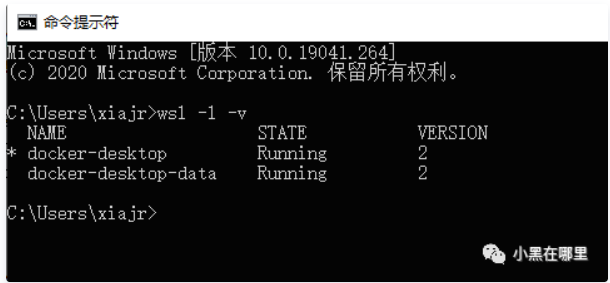 命令提示符
Microsoft Windows [版本 10.0.19041.264]
(c) 2020 Microsoft Corporation. 保留所有权利。
C:\Users\xiajr>wsl -l -v
NAME STATE VERSION
* docker-desktop Running 2
docker-desktop-data Running 2
C:\Users\xiajr>
小黑在哪里